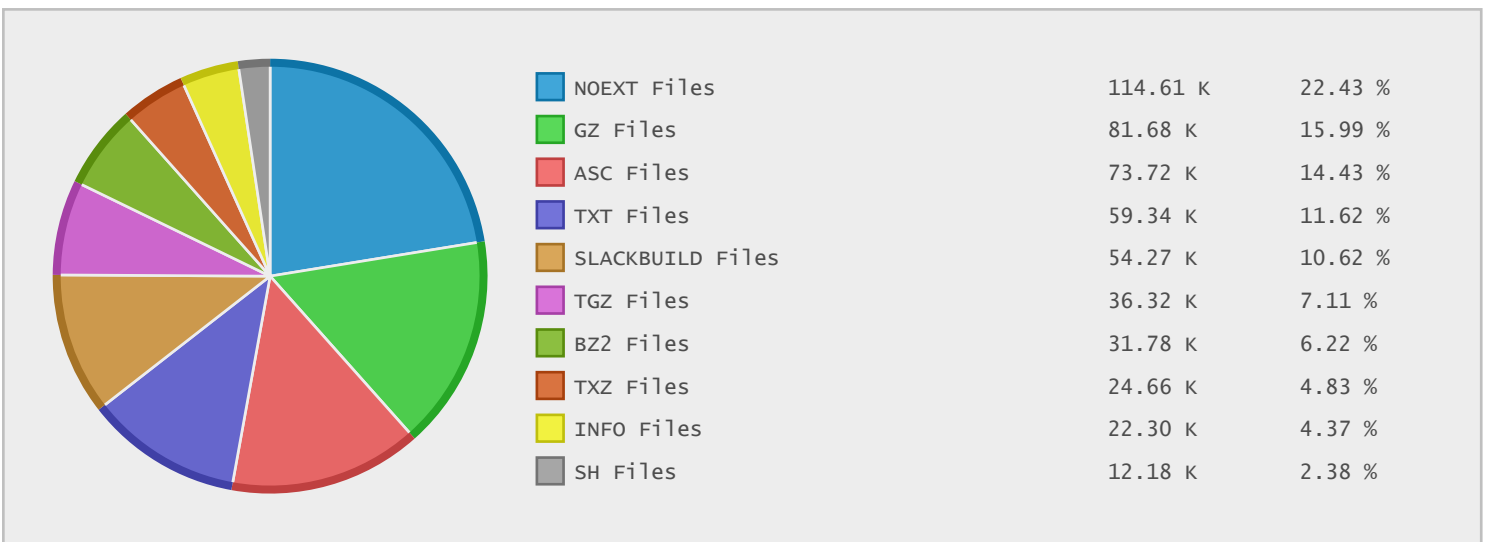 NOEXT Files 114.61 K 22.43 %
GZ Files 81.68 K 15.99 %
ASC Files 73.72 K 14.43 %
TXT Files 59.34 K 11.62 %
SLACKBUILD Files 54.27 K 10.62 %
TGZ Files 36.32 K 7.11 %
BZ2 Files 31.78 K 6.22 %
TXZ Files 24.66 K 4.83 %
INFO Files 22.30 K 4.37 %
SH Files 12.18 K 2.38 %